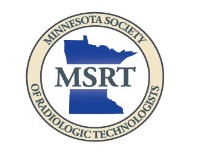 MINNESOTA SOCIETY
MSRT
OF RADIOLOGIC TECHNOLOGISTS